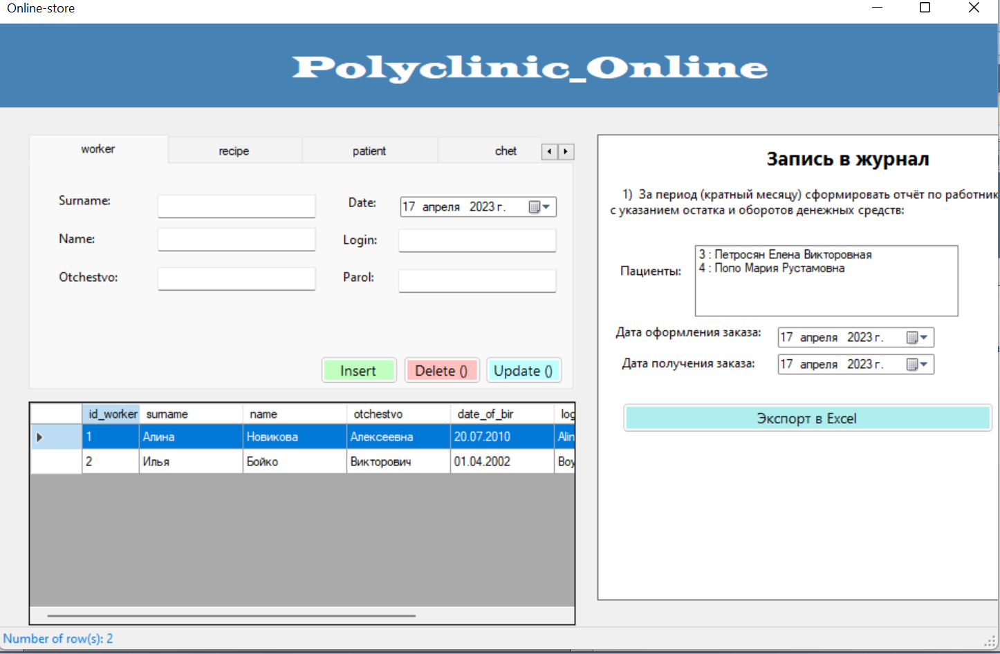 Online-store
Polyclinic_Online
worker recipe patient chet
Surname:
Date: 17 апреля 2023 г.
Name:
Login:
Otchestvo:
Parol:
Insert Delete () Update ()
id_worker surname name otchestvo date_of_bir log
1 Алина Новикова Алексеевна 20.07.2010 Alin
2 Илья Бойко Викторович 01.04.2002 Boy
Number of row(s): 2
Запись в журнал
1) За период (кратный месяцу) сформировать отчёт по работник
с указанием остатка и оборотов денежных средств:
Пациенты:
3 : Петросян Елена Викторовная
4 : Попо Мария Рустамовна
Дата оформления заказа: 17 апреля 2023 г.
Дата получения заказа: 17 апреля 2023 г.
Экспорт в Excel